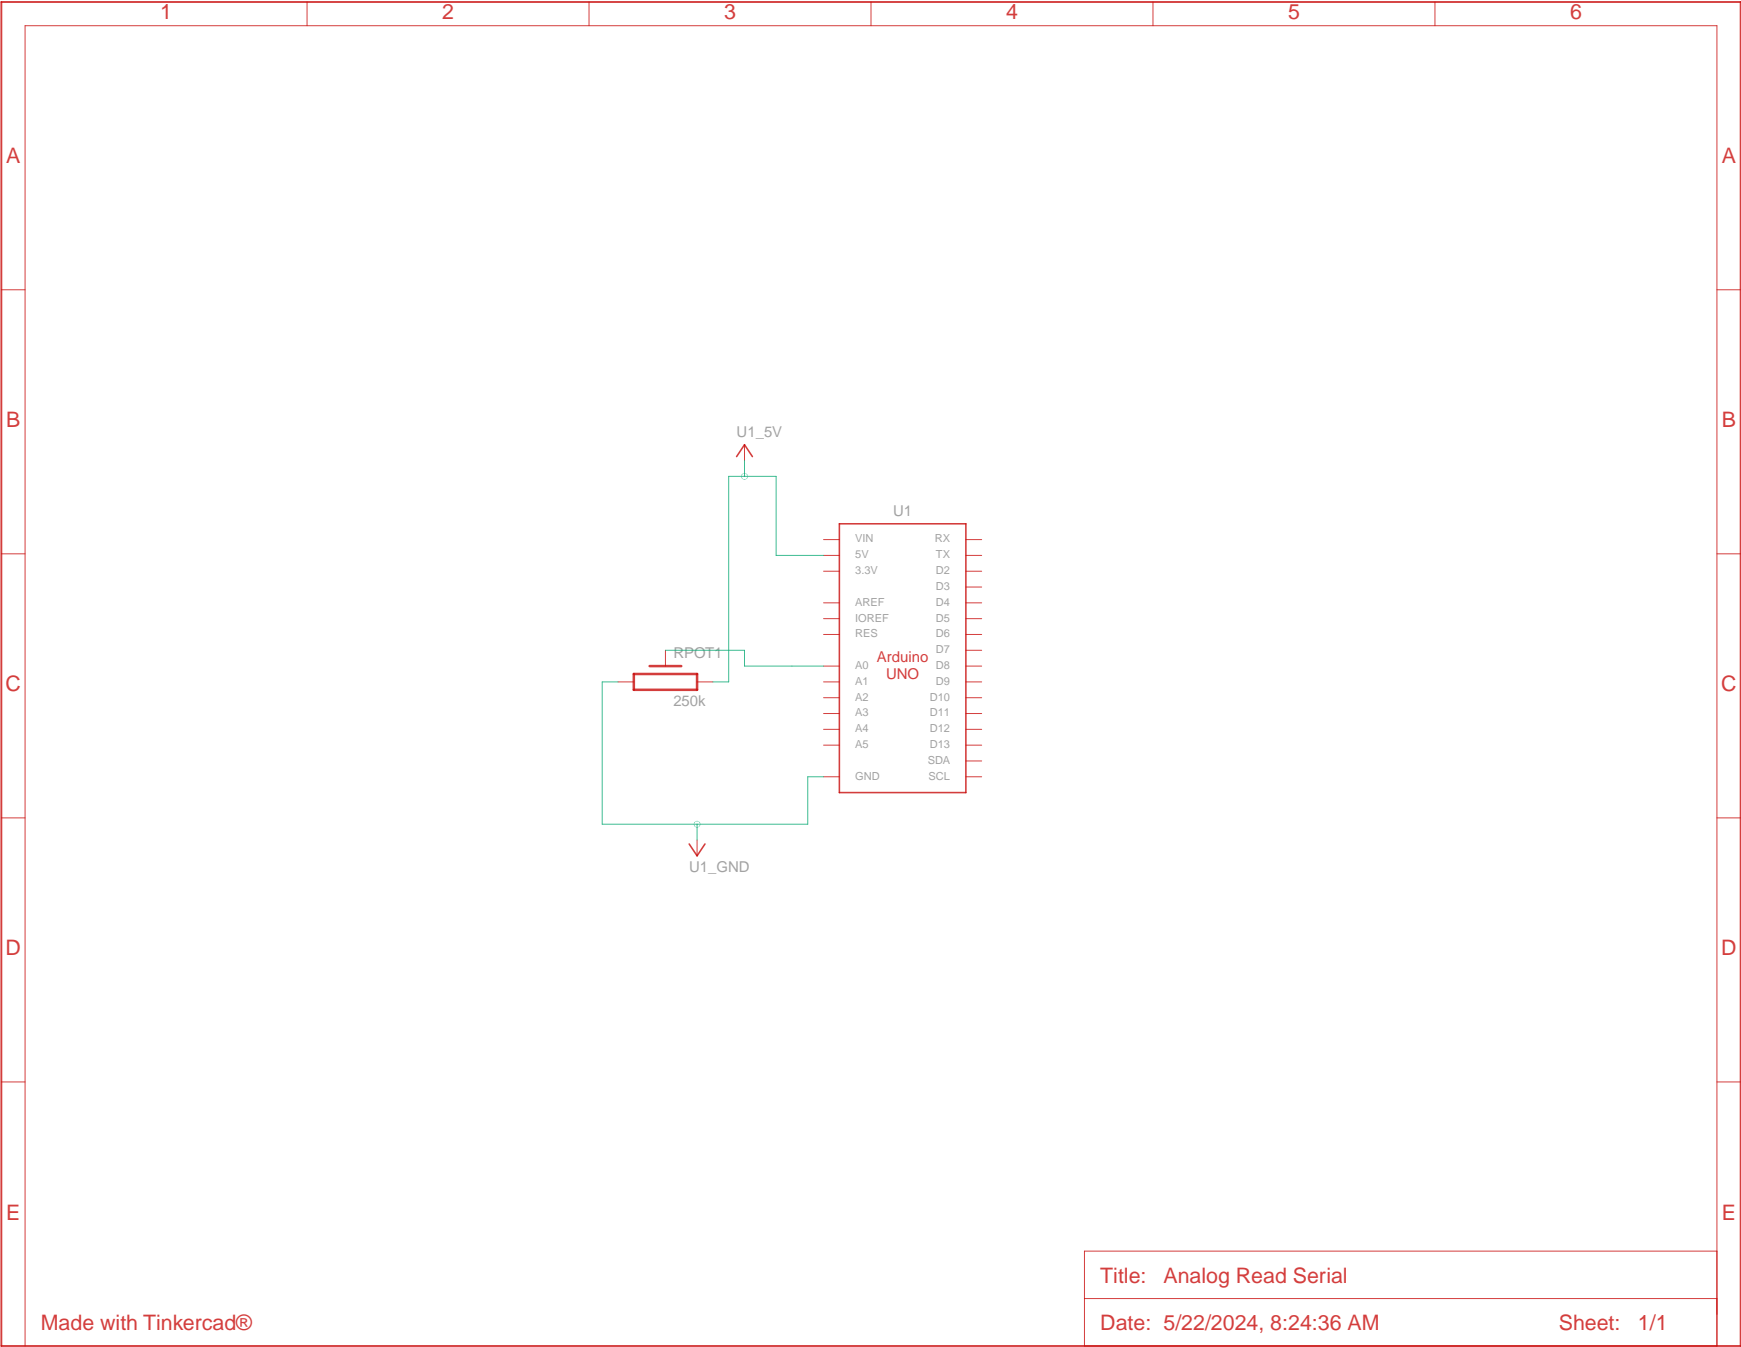 1 2 3 4 5 6
A A
B B
U1_5V
U1
VIN RX
5V TX
3.3V D2
D3
AREF D4
IOREF D5
RES D6
RPOT1 D7
Arduino
A0 D8
UNO
A1 D9
250k A2 D10
A3 D11
A4 D12
A5 D13
SDA
GND SCL
C C
U1_GND
D D
E E
Title: Analog Read Serial
Made with Tinkercad® Date: 5/22/2024, 8:24:36 AM Sheet: 1/1